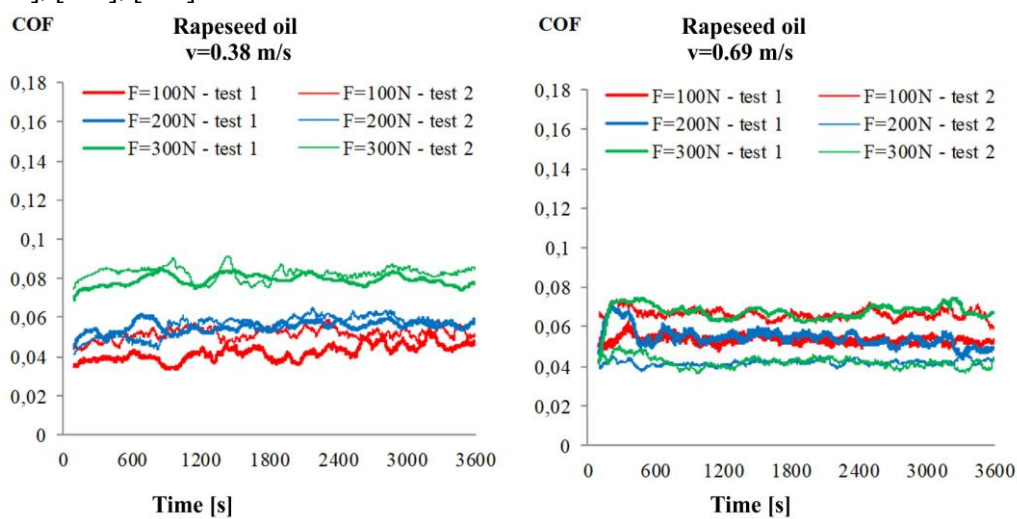 COF
Rapeseed oil
v=0.38 m/s
0,18
0,16
0,14
0,12
0,1
0,08
0,06
0,04
0,02
0
F=100N - test 1
F=100N - test 2
F=200N - test 1
F=200N - test 2
F=300N - test 1
F=300N - test 2
0 600 1200 1800 2400 3000 3600
Time [s]
COF
Rapeseed oil
v=0.69 m/s
0,18
0,16
0,14
0,12
0,1
0,08
0,06
0,04
0,02
0
F=100N - test 1
F=100N - test 2
F=200N - test 1
F=200N - test 2
F=300N - test 1
F=300N - test 2
0 600 1200 1800 2400 3000 3600
Time [s]